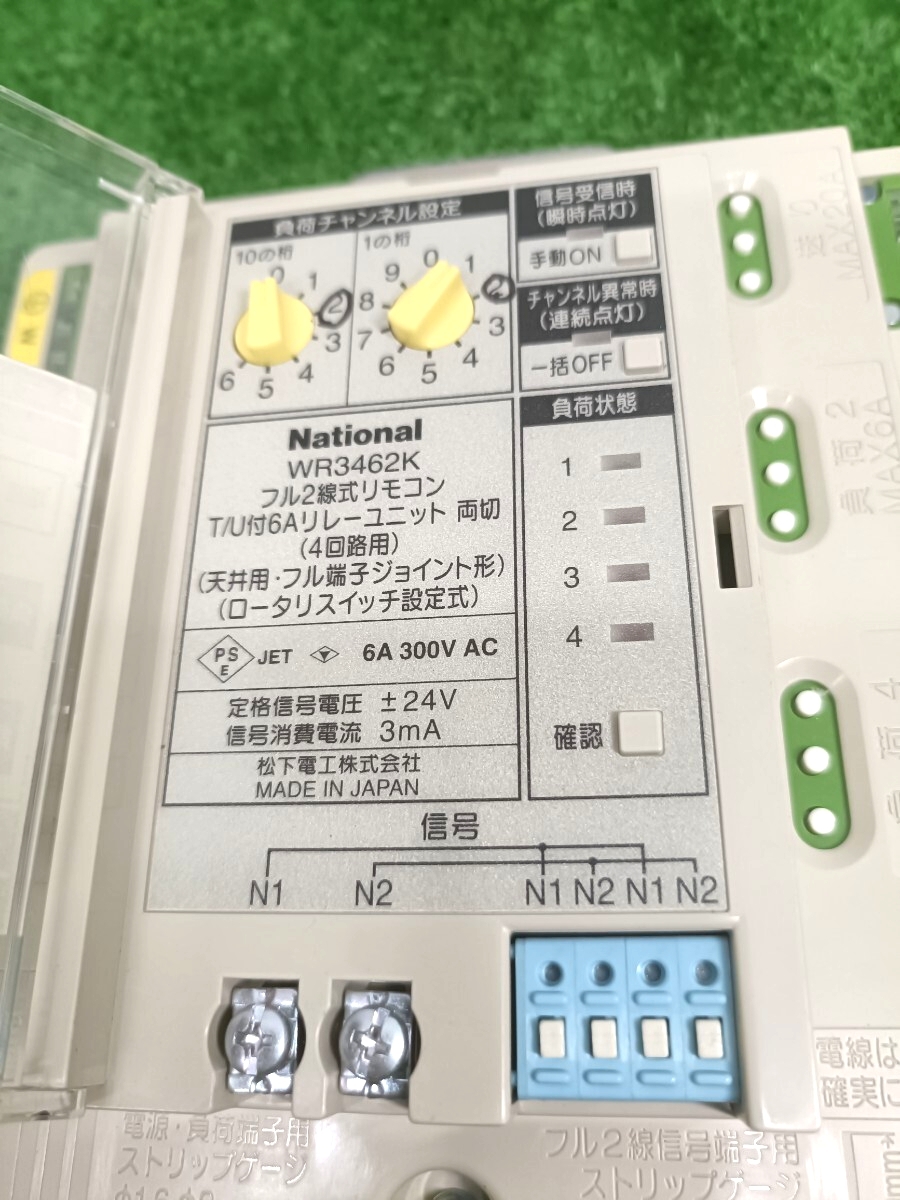 負荷チャンネル設定
10の桁
0
1
2
3
4
5
6
1の桁
0
1
2
3
4
5
6
7
8
9
信号受信時
(瞬時点灯)
手動ON
チャンネル異常時
(連続点灯)
一括OFF
National
WR3462K
フル2線式リモコン
T/U付6Aリレーユニット 両切
(4回路用)
(天井用・フル端子ジョイント形)
(ロータリスイッチ設定式)
PS
E
JET 6A 300V AC
定格信号電圧 ±24V
信号消費電流 3mA
松下電工株式会社
MADE IN JAPAN
負荷状態
1
2
3
4
確認
信号
N1 N2 N1 N2 N1 N2
送り
MAX20A
負荷2
MAX6A
荷4
電線は
確実に
電源・負荷端子用
ストリップゲージ
フル2線信号端子用
ストリップゲージ
mm
W